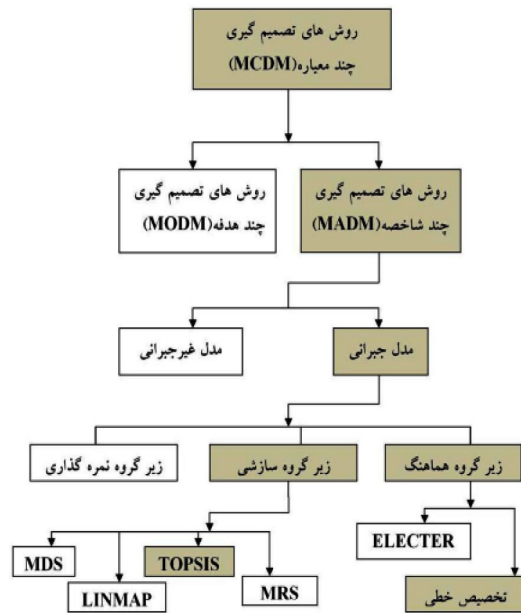 روش های تصمیم گیری
چند معیاره(MCDM)
روش های تصمیم گیری
چند شاخصه(MADM)
روش های تصمیم گیری
چند هدفه(MODM)
مدل جبرانی
مدل غیرجبرانی
زیر گروه هماهنگ
زیر گروه سازشی
زیر گروه نمره گذاری
ELECTER
تخصیص خطی
MRS
TOPSIS
LINMAP
MDS